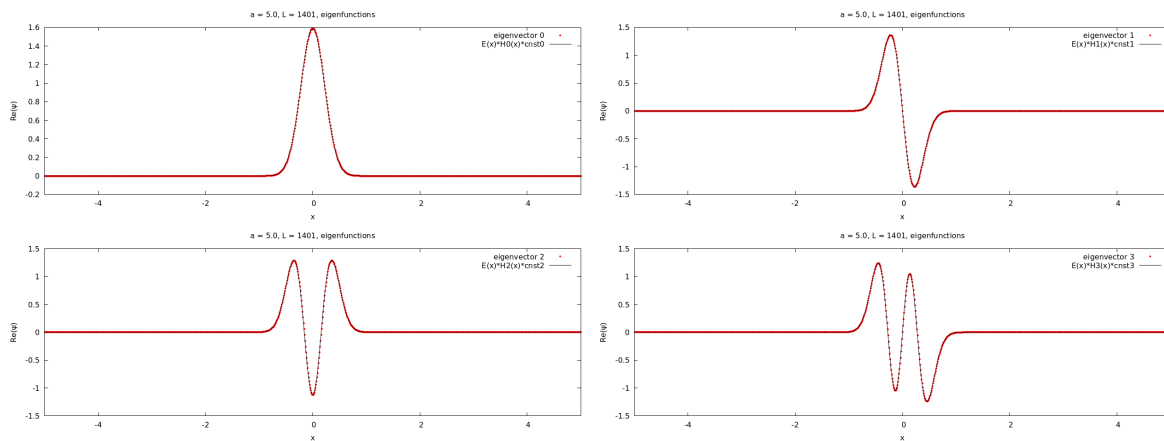 a = 5.0, L = 1401, eigenfunctions
eigenvector 0
E(x)*H0(x)*cnst0
1.6
1.4
1.2
1
0.8
0.6
0.4
0.2
0
-0.2
Re(ψ)
-4
-2
0
2
4
x
a = 5.0, L = 1401, eigenfunctions
eigenvector 1
E(x)*H1(x)*cnst1
1.5
1
0.5
0
-0.5
-1
-1.5
Re(ψ)
-4
-2
0
2
4
x
a = 5.0, L = 1401, eigenfunctions
eigenvector 2
E(x)*H2(x)*cnst2
1.5
1
0.5
0
-0.5
-1
-1.5
Re(ψ)
-4
-2
0
2
4
x
a = 5.0, L = 1401, eigenfunctions
eigenvector 3
E(x)*H3(x)*cnst3
1.5
1
0.5
0
-0.5
-1
-1.5
Re(ψ)
-4
-2
0
2
4
x